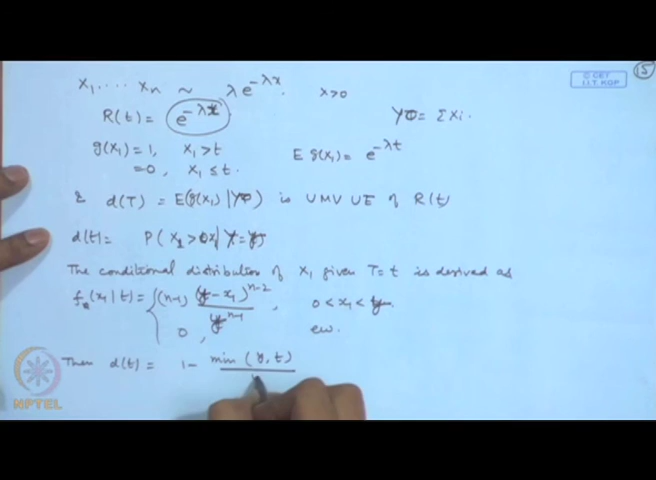 X₁, .... Xₙ ~ λ e^{-λx}. x>0
© CET I.I.T. KGP
15
R(t) = e^{-λt} Y = ΣXi.
g(X₁) = 1, X₁ > t E g(X₁) = e^{-λt}
= 0, X₁ ≤ t.
& d(T) = E(g(X₁) | Y) is UMVUE of R(t)
d(t) = P(X₁ > | Y=y)
The conditional distribution of X₁ given T=t is derived as
f(x₁|t) = { (n-1) (y - x₁)^{n-2} / y^{n-1}, 0 < x₁ < y.
0, ew.
Then d(t) = 1 - min (y, t)
NPTEL